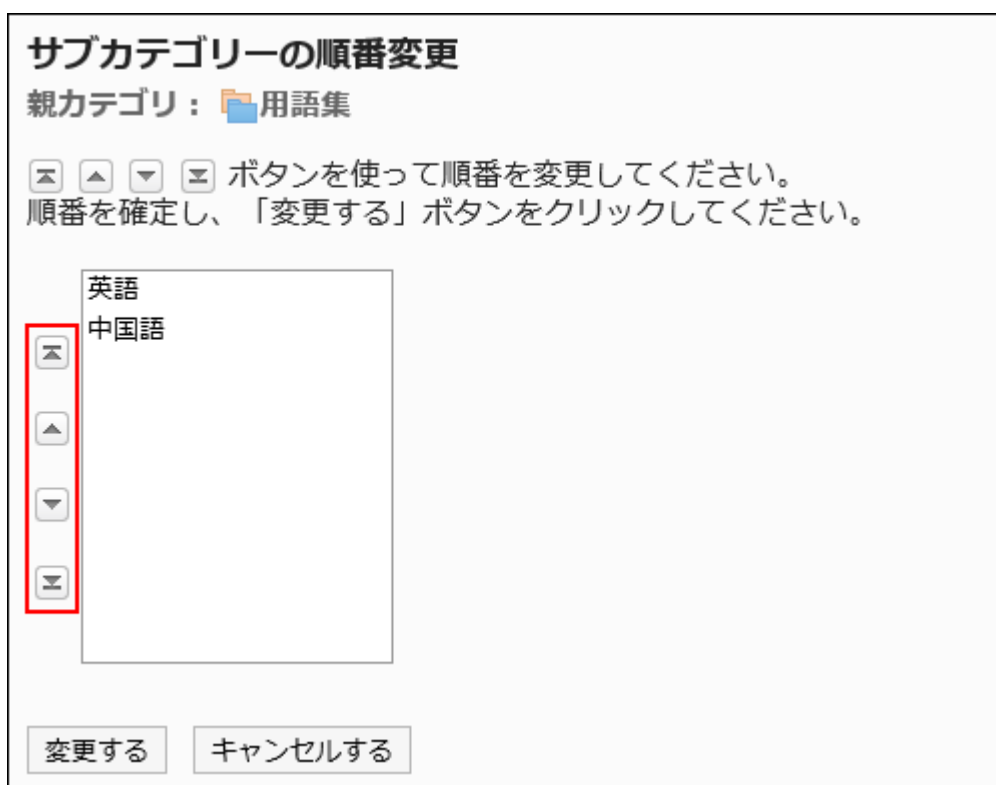 サブカテゴリーの順番変更
親カテゴリ：用語集
ボタンを使って順番を変更してください。
順番を確定し、「変更する」ボタンをクリックしてください。
英語
中国語
変更する キャンセルする